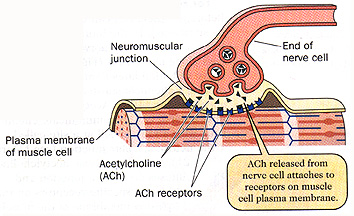 Neuromuscular
junction
End of
nerve cell
Plasma membrane
of muscle cell
Acetylcholine
(ACh)
ACh receptors
ACh released from
nerve cell attaches to
receptors on muscle
cell plasma membrane.